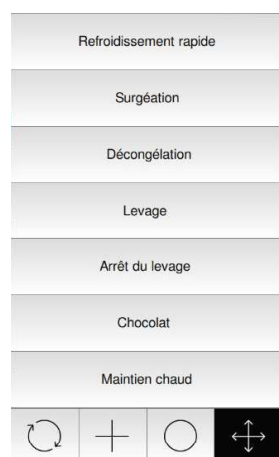 Refroidissement rapide
Surgéation
Décongélation
Levage
Arrêt du levage
Chocolat
Maintien chaud